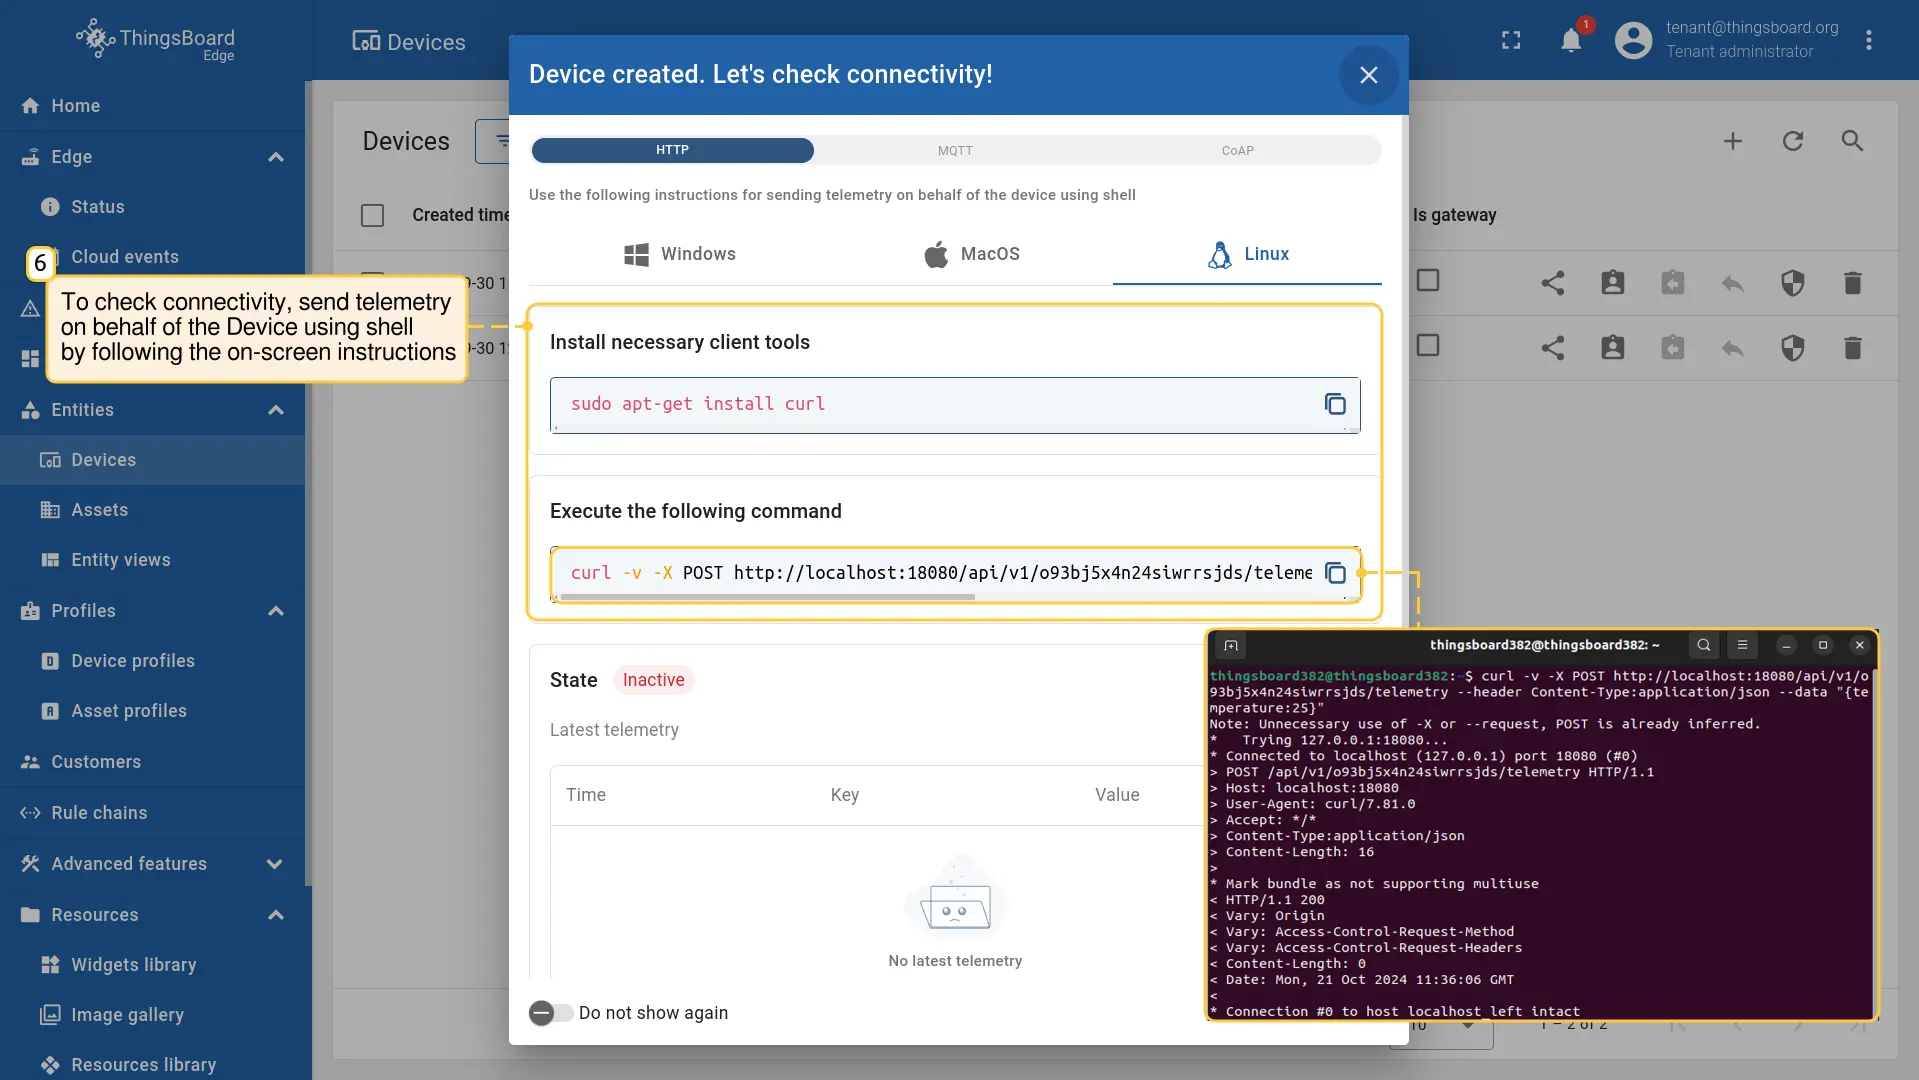 ThingsBoard
Edge
Devices
tenant@thingsboard.org
Tenant administrator
1
Home
Edge
Status
Cloud events
Entities
Devices
Assets
Entity views
Profiles
Device profiles
Asset profiles
Customers
Rule chains
Advanced features
Resources
Widgets library
Image gallery
Resources library
6
To check connectivity, send telemetry
on behalf of the Device using shell
by following the on-screen instructions
Devices
Created time
Is gateway
Device created. Let's check connectivity!
HTTP
MQTT
CoAP
Use the following instructions for sending telemetry on behalf of the device using shell
Windows
MacOS
Linux
Install necessary client tools
sudo apt-get install curl
Execute the following command
curl -v -X POST http://localhost:18080/api/v1/o93bj5x4n24siwrrsjds/teleme
State
Inactive
Latest telemetry
Time
Key
Value
No latest telemetry
Do not show again
thingsboard382@thingsboard382: ~
thingsboard382@thingsboard382:~$ curl -v -X POST http://localhost:18080/api/v1/o
93bj5x4n24siwrrsjds/telemetry --header Content-Type:application/json --data "{te
mperature:25}"
Note: Unnecessary use of -X or --request, POST is already inferred.
*   Trying 127.0.0.1:18080...
* Connected to localhost (127.0.0.1) port 18080 (#0)
> POST /api/v1/o93bj5x4n24siwrrsjds/telemetry HTTP/1.1
> Host: localhost:18080
> User-Agent: curl/7.81.0
> Accept: */*
> Content-Type:application/json
> Content-Length: 16
>
* Mark bundle as not supporting multiuse
< HTTP/1.1 200
< Vary: Origin
< Vary: Access-Control-Request-Method
< Vary: Access-Control-Request-Headers
< Content-Length: 0
< Date: Mon, 21 Oct 2024 11:36:06 GMT
<
* Connection #0 to host localhost left intact
10
1 – 2 of 2